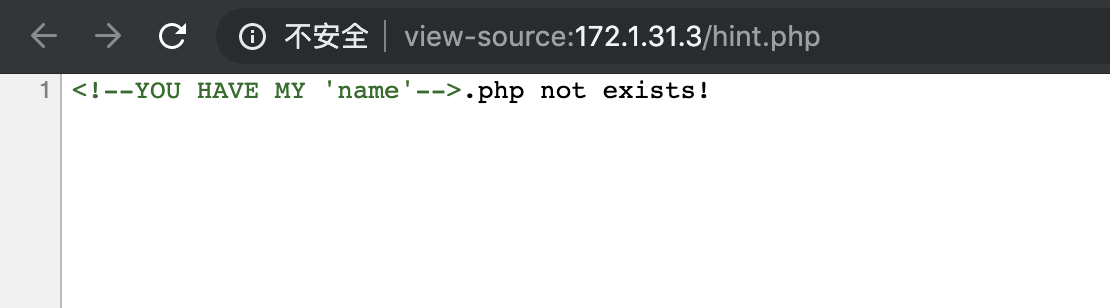 不安全 view-source:172.1.31.3/hint.php
1 <!--YOU HAVE MY 'name'-->.php not exists!